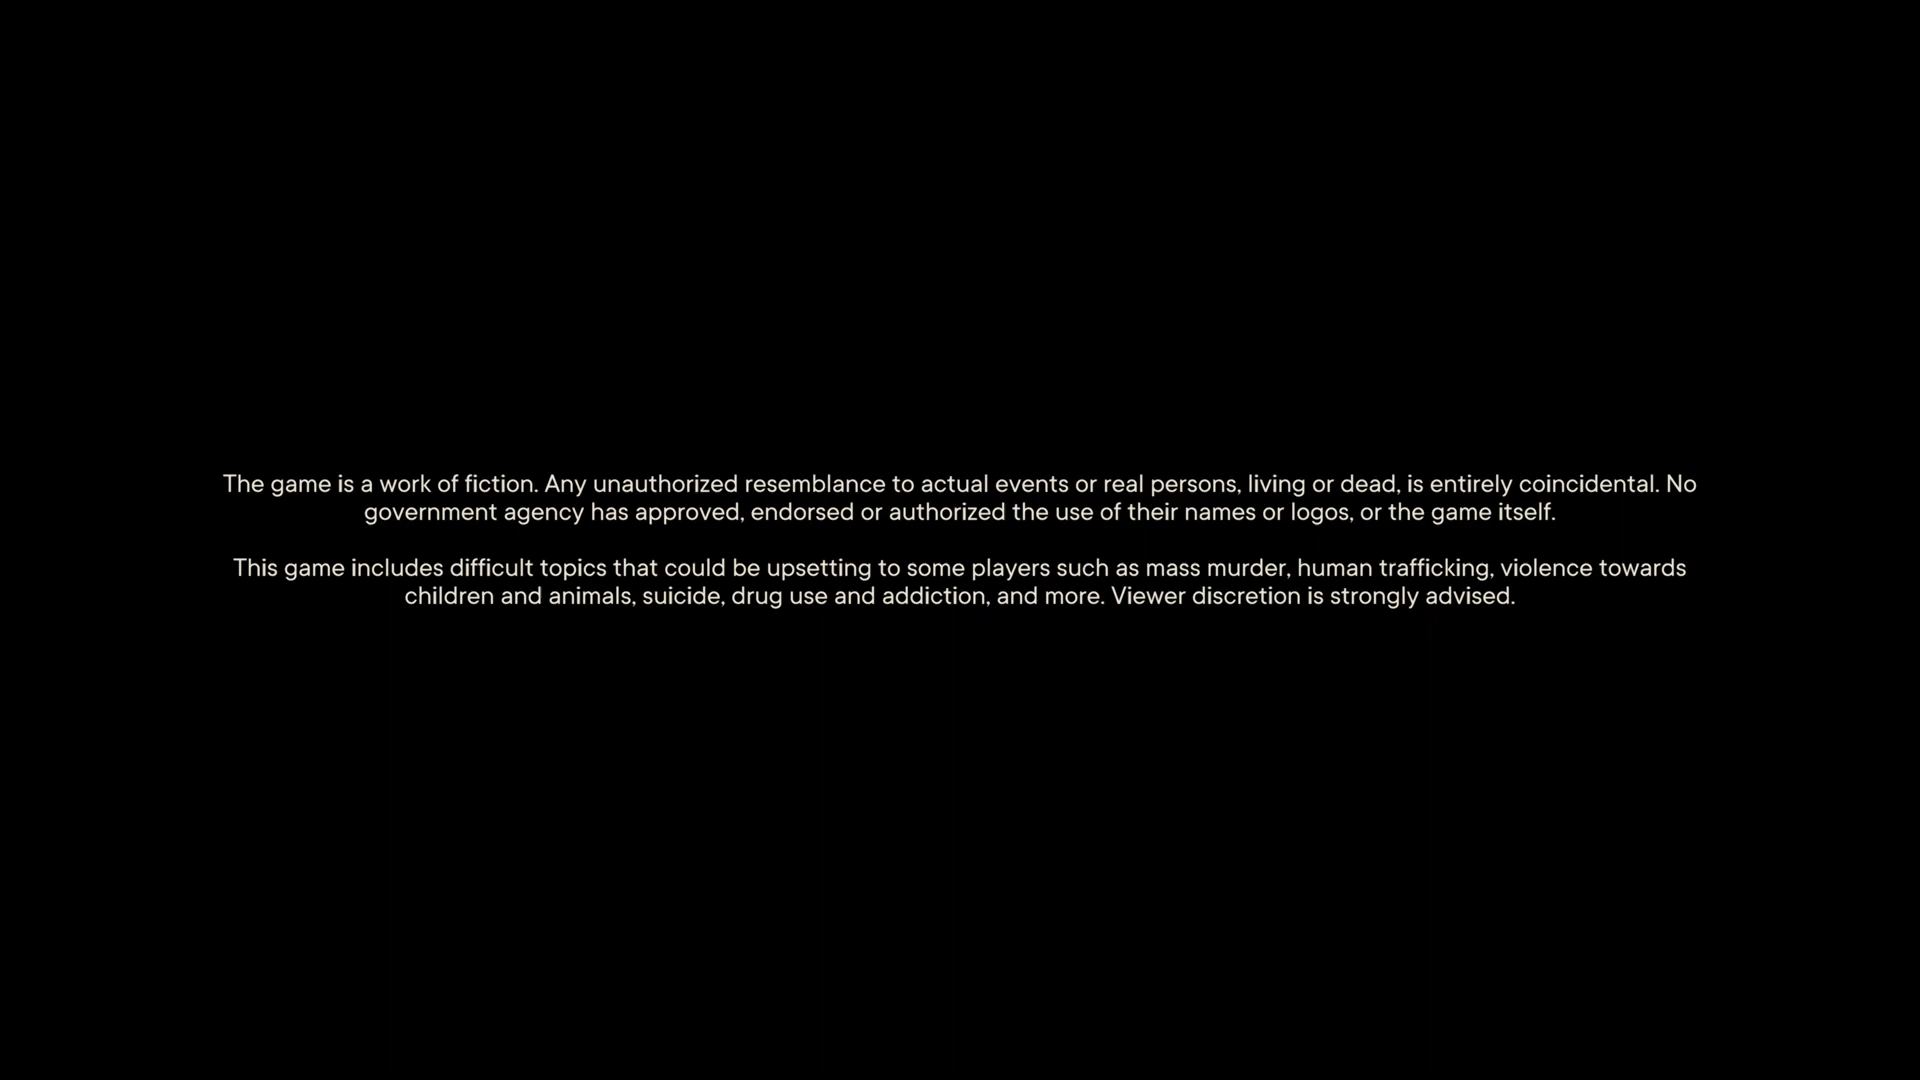 The game is a work of fiction. Any unauthorized resemblance to actual events or real persons, living or dead, is entirely coincidental. No
government agency has approved, endorsed or authorized the use of their names or logos, or the game itself.
This game includes difficult topics that could be upsetting to some players such as mass murder, human trafficking, violence towards
children and animals, suicide, drug use and addiction, and more. Viewer discretion is strongly advised.